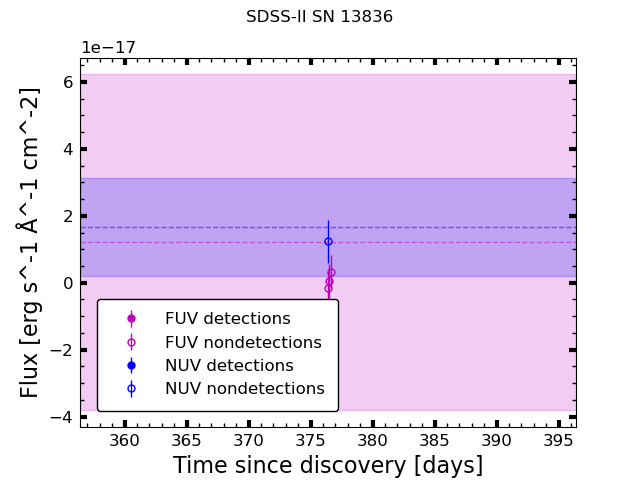 SDSS-II SN 13836
1e−17
6
4
2
0
−2
−4
Flux [erg s^-1 Å^-1 cm^-2]
FUV detections
FUV nondetections
NUV detections
NUV nondetections
360 365 370 375 380 385 390 395
Time since discovery [days]